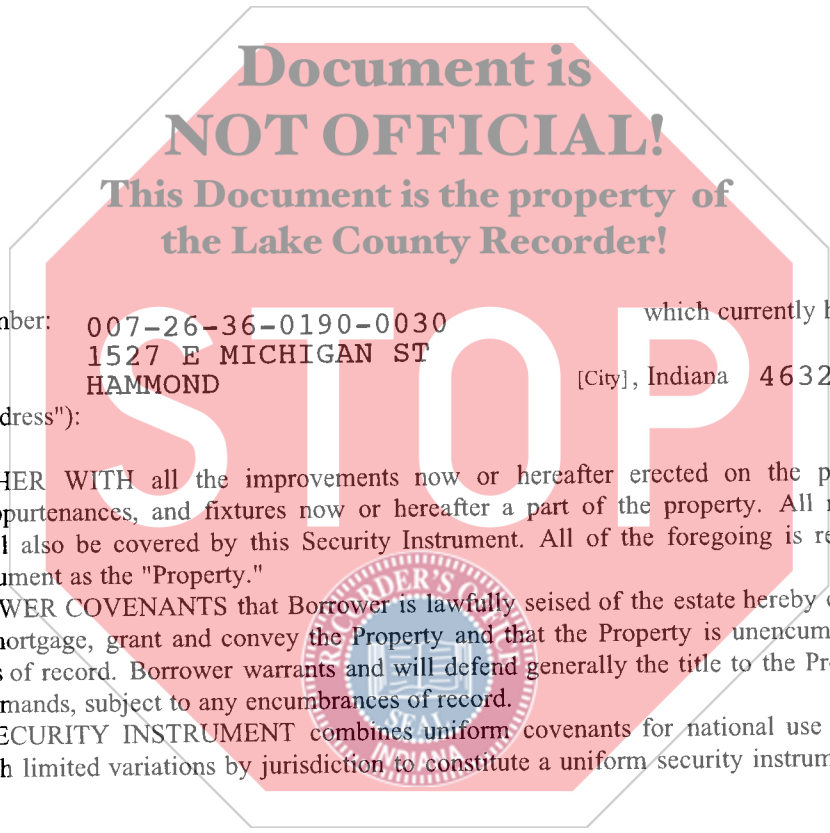 Document is
NOT OFFICIAL!
This Document is the property of
the Lake County Recorder!
STOP
nber: 007-26-36-0190-0030 which currently h
1527 E MICHIGAN ST
HAMMOND [City], Indiana 4632
dress"):
HER WITH all the improvements now or hereafter erected on the p
ppurtenances, and fixtures now or hereafter a part of the property. All r
l also be covered by this Security Instrument. All of the foregoing is re
ument as the "Property."
WER COVENANTS that Borrower is lawfully seised of the estate hereby c
ortgage, grant and convey the Property and that the Property is unencum
s of record. Borrower warrants and will defend generally the title to the Pr
mands, subject to any encumbrances of record.
ECURITY INSTRUMENT combines uniform covenants for national use
h limited variations by jurisdiction to constitute a uniform security instrum
RECORDER'S OFFICE
SEAL
INDIANA